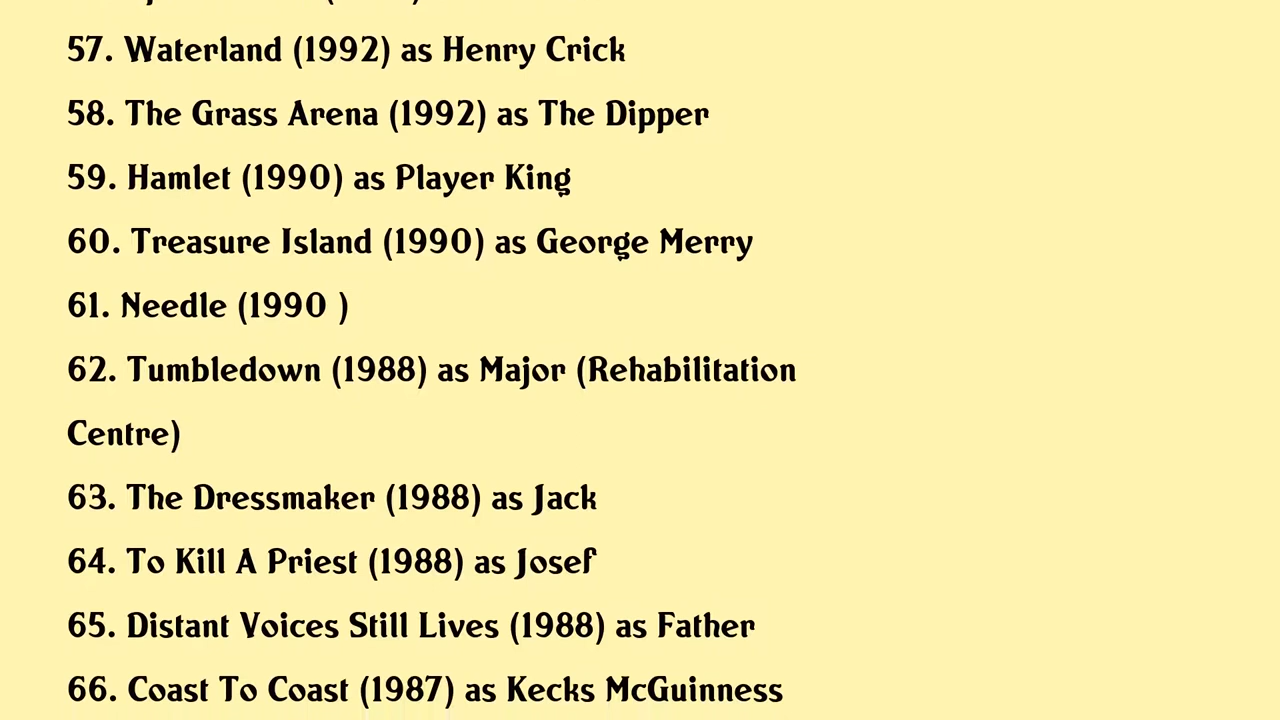 57. Waterland (1992) as Henry Crick
58. The Grass Arena (1992) as The Dipper
59. Hamlet (1990) as Player King
60. Treasure Island (1990) as George Merry
61. Needle (1990 )
62. Tumbledown (1988) as Major (Rehabilitation
Centre)
63. The Dressmaker (1988) as Jack
64. To Kill A Priest (1988) as Josef
65. Distant Voices Still Lives (1988) as Father
66. Coast To Coast (1987) as Kecks McGuinness